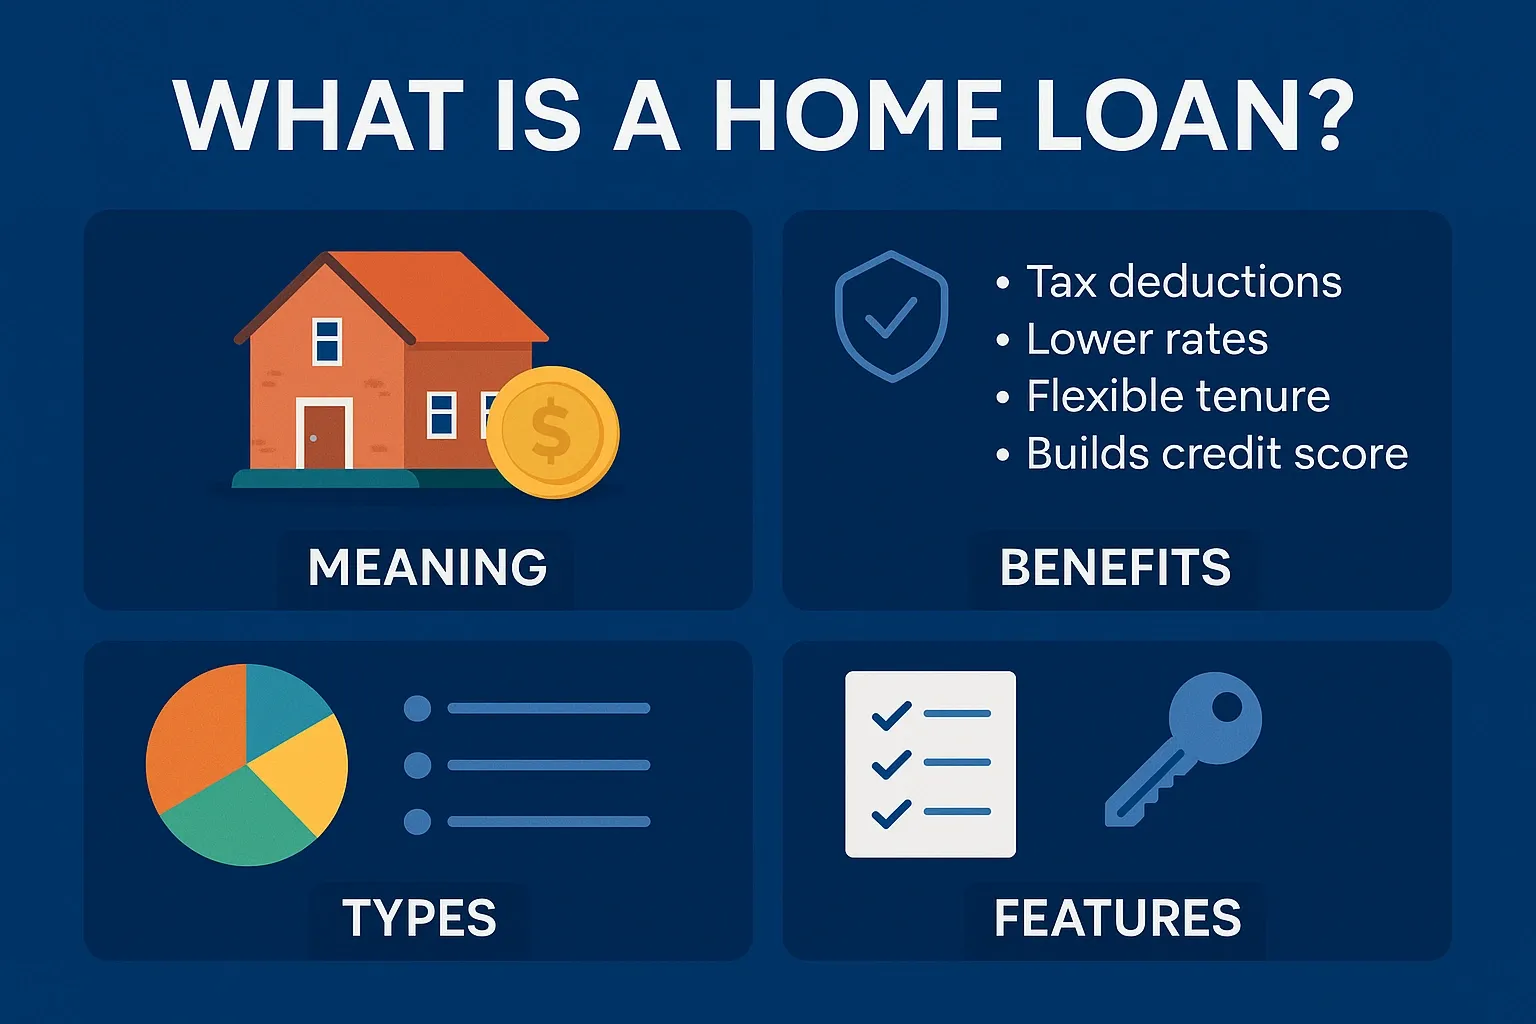 WHAT IS A HOME LOAN?
$
MEANING
• Tax deductions
• Lower rates
• Flexible tenure
• Builds credit score
BENEFITS
TYPES
FEATURES